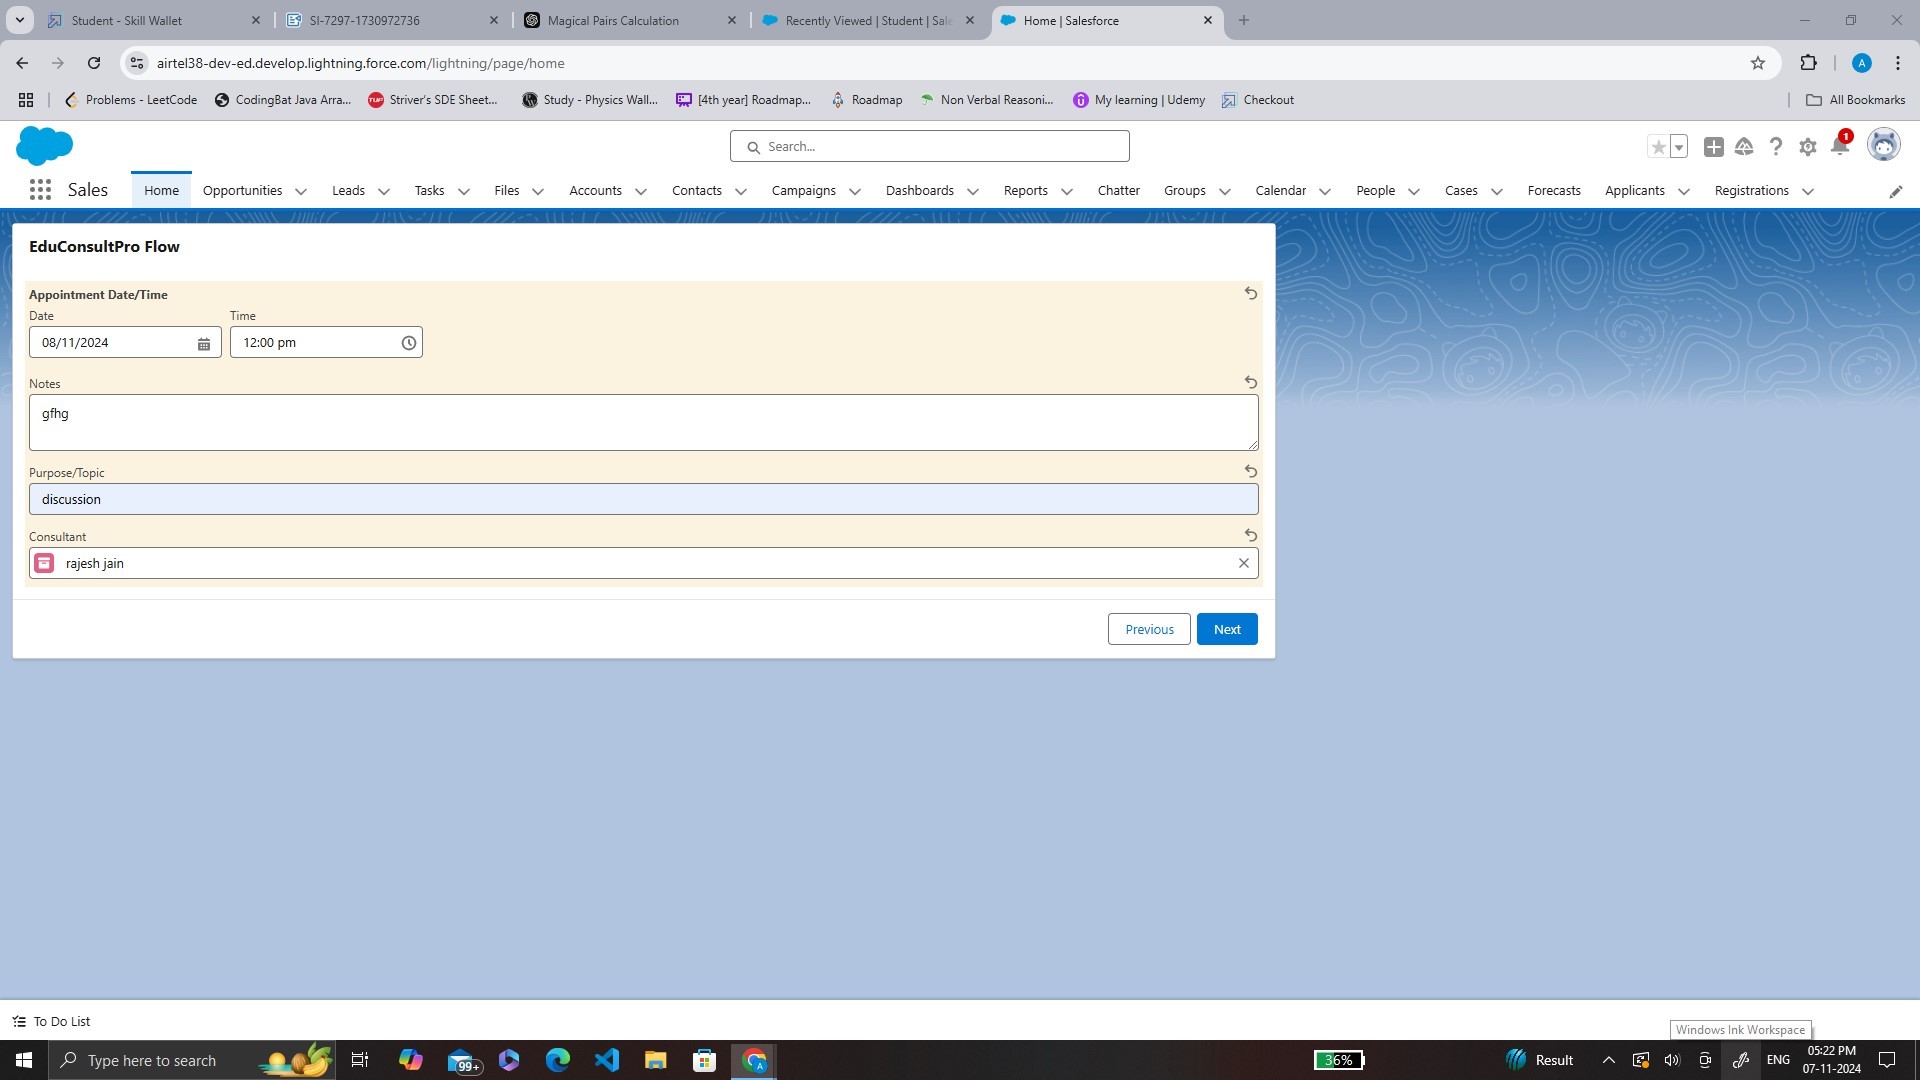 Student - Skill Wallet
SI-7297-1730972736
Magical Pairs Calculation
Recently Viewed | Student | Sale
Home | Salesforce
airtel38-dev-ed.develop.lightning.force.com/lightning/page/home
A
Problems - LeetCode
CodingBat Java Arra...
TUF
Striver's SDE Sheet...
Study - Physics Wall...
[4th year] Roadmap...
Roadmap
Non Verbal Reasoni...
My learning | Udemy
Checkout
All Bookmarks
Search...
1
Sales
Home
Opportunities
Leads
Tasks
Files
Accounts
Contacts
Campaigns
Dashboards
Reports
Chatter
Groups
Calendar
People
Cases
Forecasts
Applicants
Registrations
EduConsultPro Flow
Appointment Date/Time
Date
Time
08/11/2024
12:00 pm
Notes
gfhg
Purpose/Topic
discussion
Consultant
rajesh jain
Previous
Next
To Do List
Windows Ink Workspace
Type here to search
99+
A
36%
Result
ENG
05:22 PM
07-11-2024